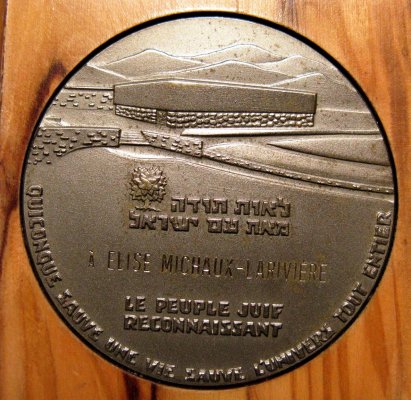 לאות תודה
מאת עם ישראל
À ELISE MICHAUX-LARIVIÈRE
LE PEUPLE JUIF
RECONNAISSANT
QUICONQUE SAUVE UNE VIE SAUVE L'UNIVERS TOUT ENTIER